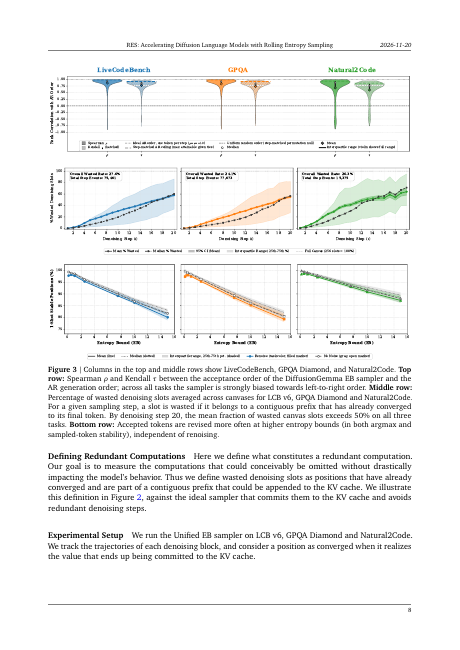 RES: Accelerating Diffusion Language Models with Rolling Entropy Sampling
2026-11-20
LiveCodeBench
GPQA
Natural2Code
Rank Correlation with AR Order
% Wasted Denoising Slots
Denoising Step (s)
Denoising Step (s)
Denoising Step (s)
Entropy Bound (EB)
Entropy Bound (EB)
Entropy Bound (EB)
Figure 3 | Columns in the top and middle rows show LiveCodeBench, GPQA Diamond, and Natural2Code. Top
row: Spearman ρ and Kendall τ between the acceptance order of the DiffusionGemma EB sampler and the
AR generation order; across all tasks the sampler is strongly biased towards left-to-right order. Middle row:
Percentage of wasted denoising slots averaged across canvases for LCB v6, GPQA Diamond and Natural2Code.
For a given sampling step, a slot is wasted if it belongs to a contiguous prefix that has already converged
to its final token. By denoising step 20, the mean fraction of wasted canvas slots exceeds 50% on all three
tasks. Bottom row: Accepted tokens are revised more often at higher entropy bounds (in both argmax and
sampled-token stability), independent of renoising.
Defining Redundant Computations Here we define what constitutes a redundant computation.
Our goal is to measure the computations that could conceivably be omitted without drastically
impacting the model's behavior. Thus we define wasted denoising slots as positions that have already
converged and are part of a contiguous prefix that could be appended to the KV cache. We illustrate
this definition in Figure 2, against the ideal sampler that commits them to the KV cache and avoids
redundant denoising steps.
Experimental Setup We run the Unified EB sampler on LCB v6, GPQA Diamond and Natural2Code.
We track the trajectories of each denoising block, and consider a position as converged when it realizes
the value that ends up being committed to the KV cache.
8